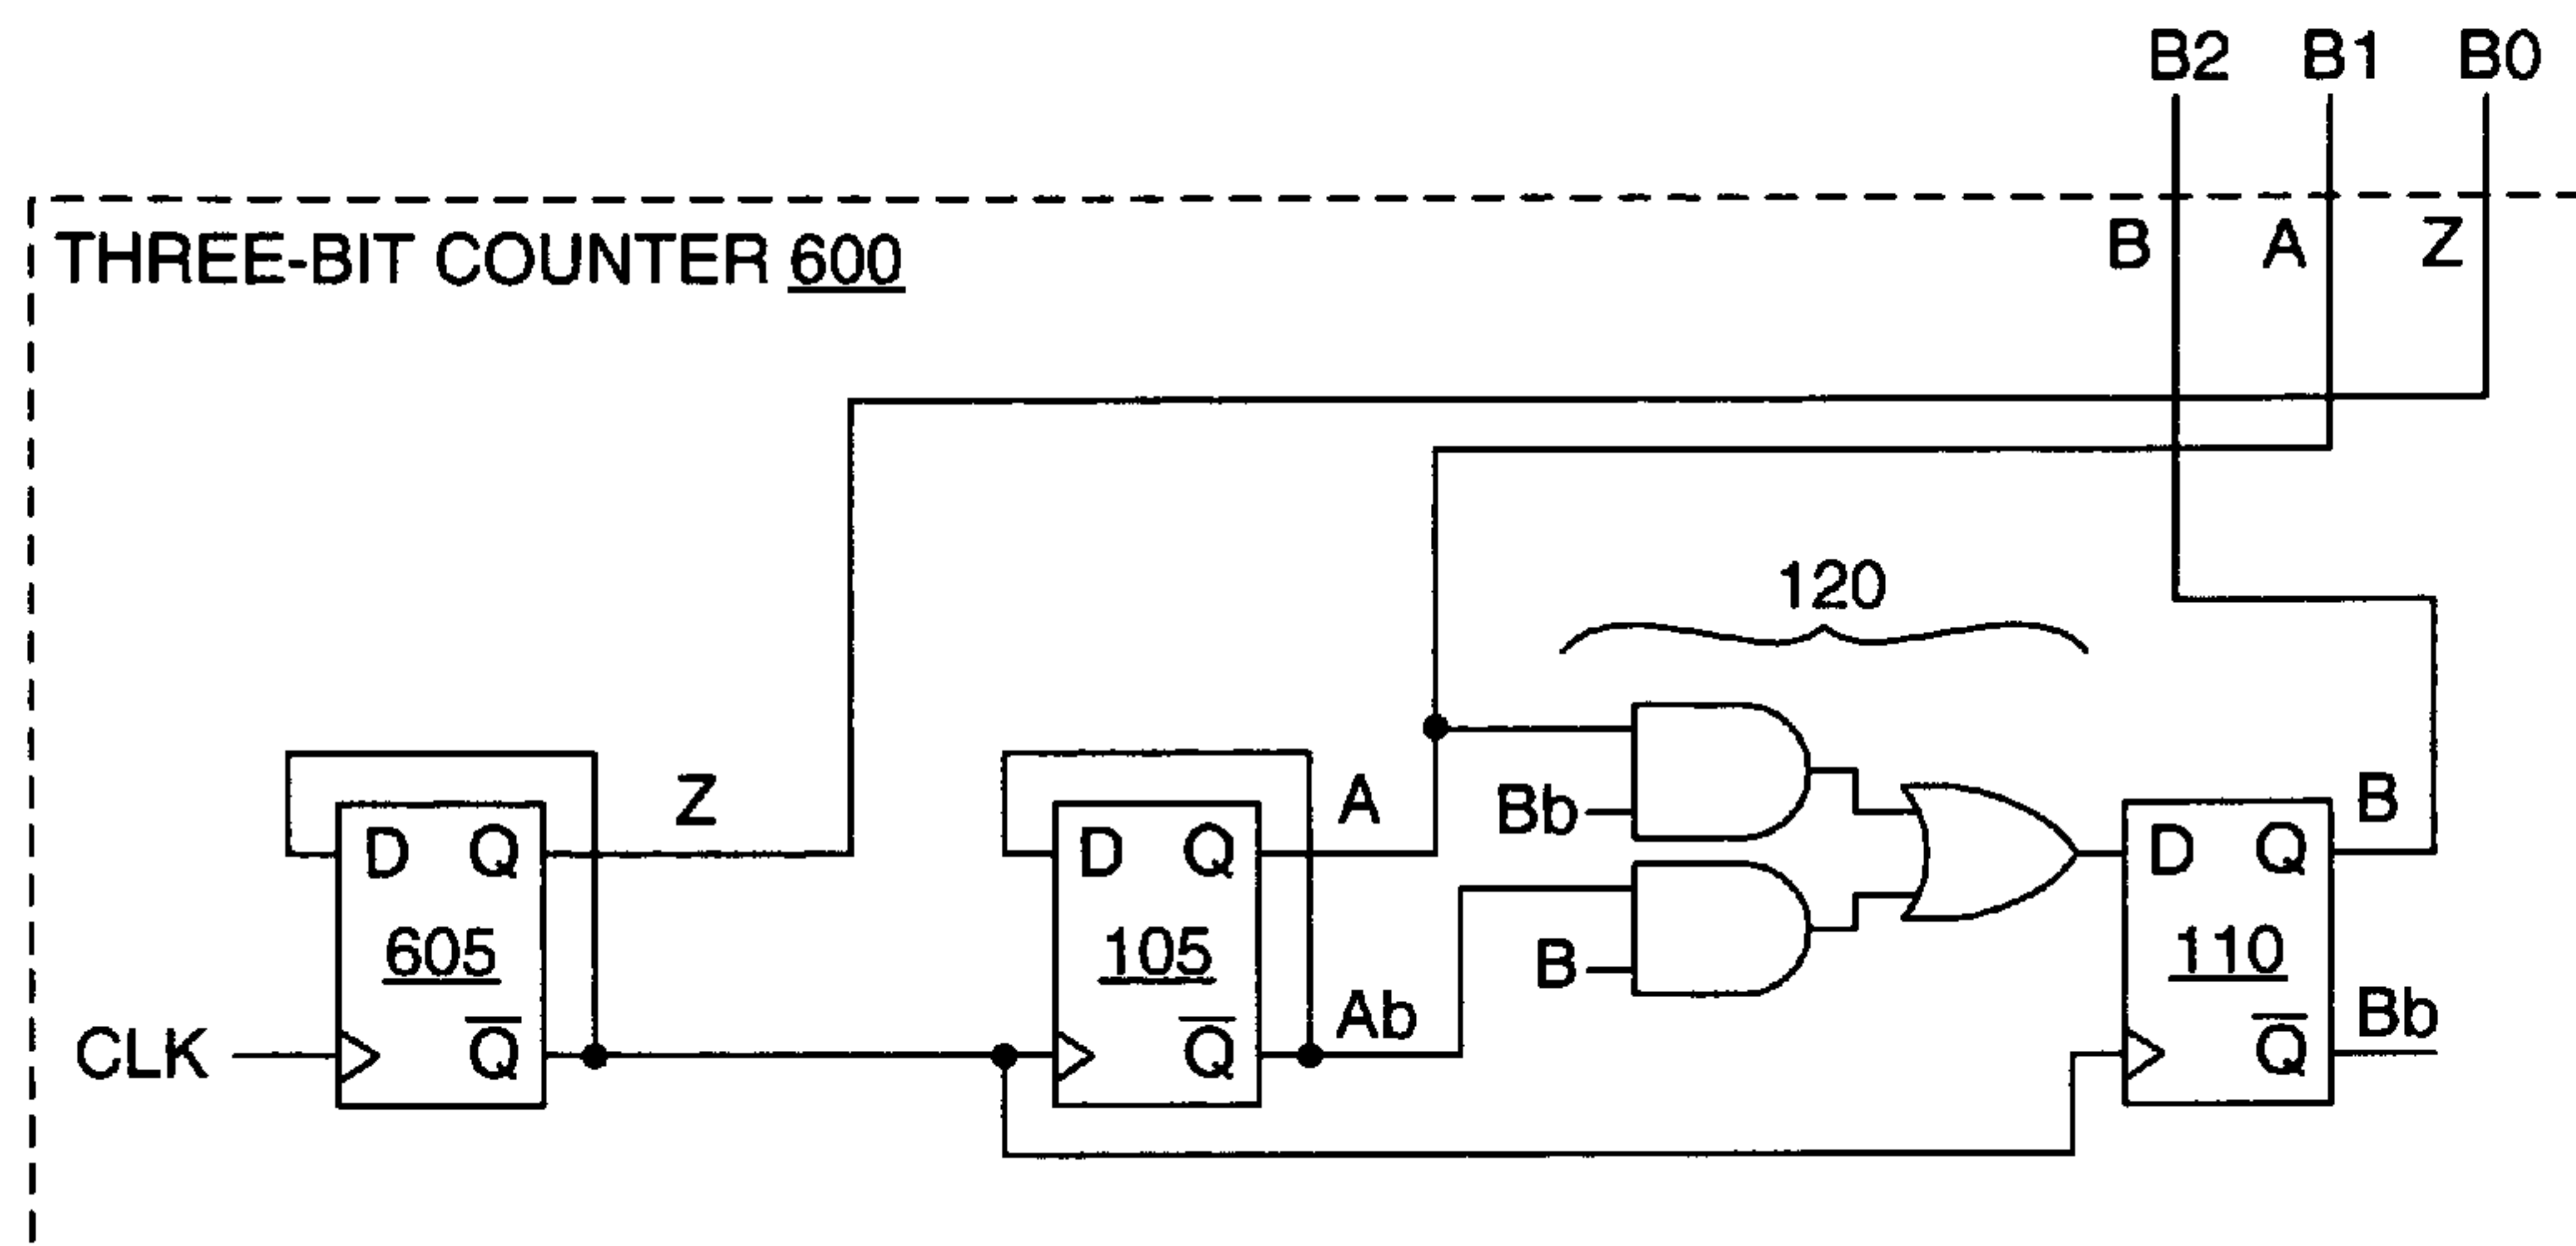 B2 B1 B0
THREE-BIT COUNTER 600
B A Z
120
Z A B
D Q D Q D Q
Bb
605 105 110
B
Ab
CLK Q̅ Q̅ Q̅ Bb